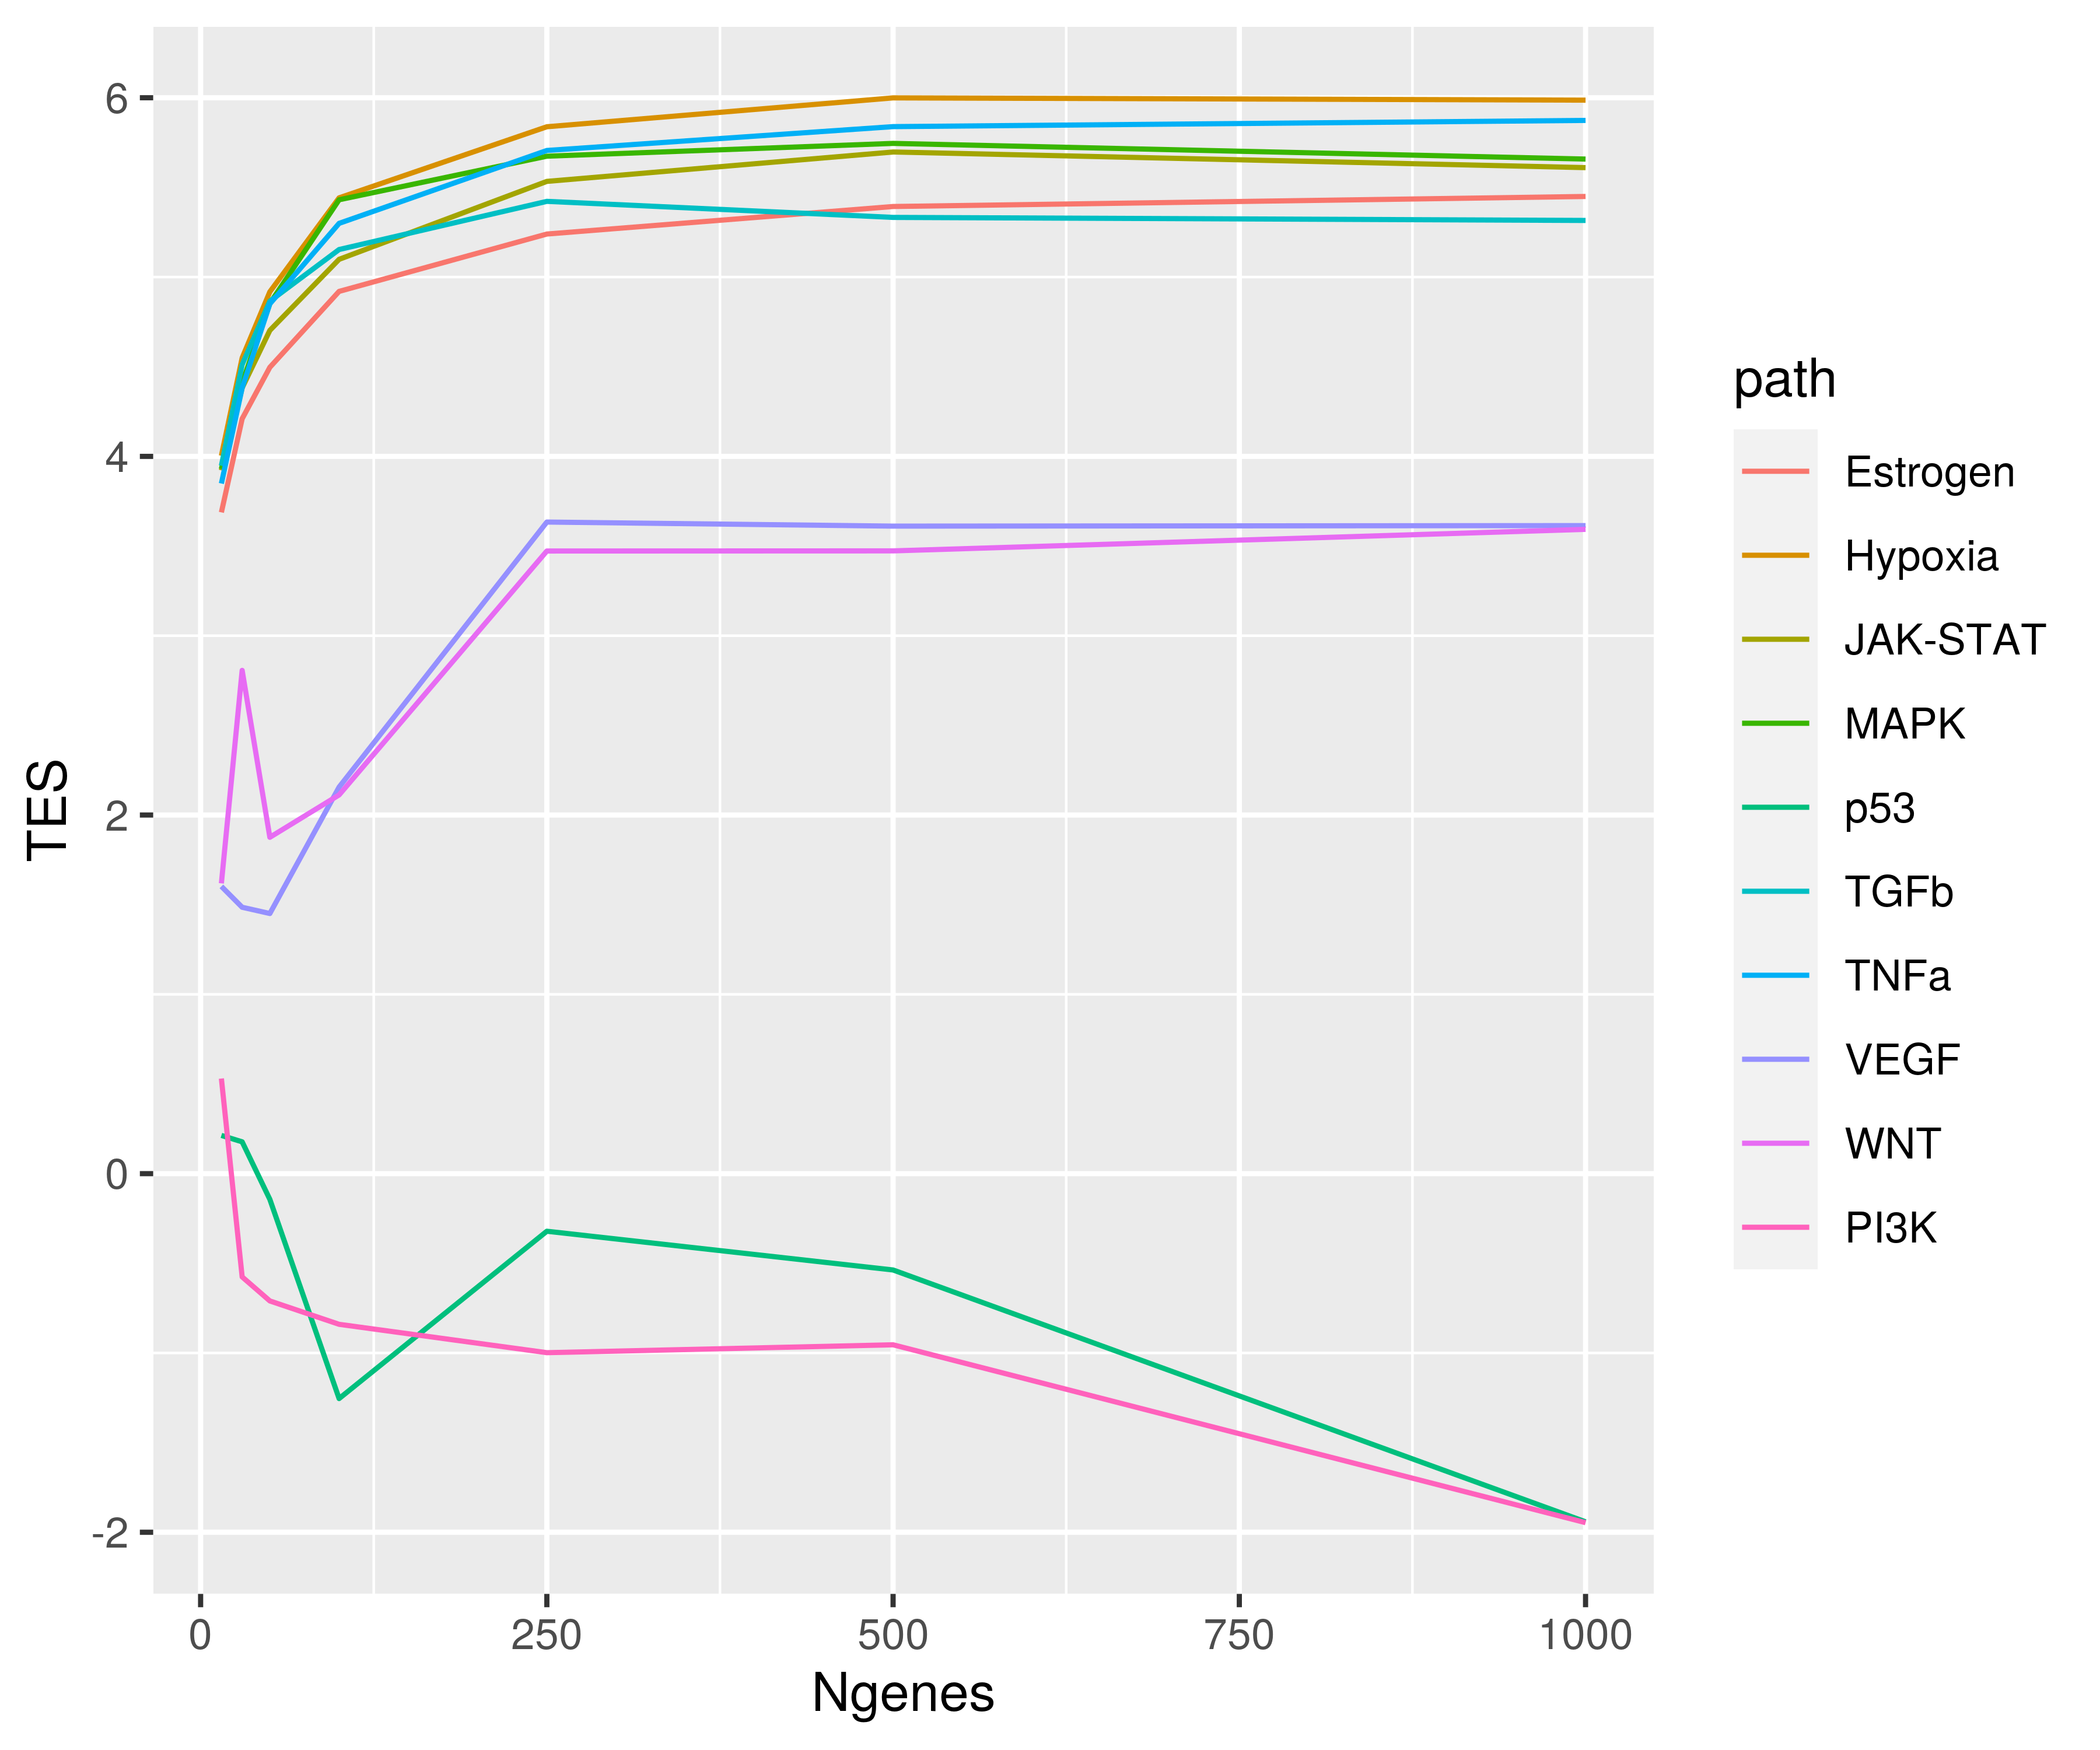 6
4
2
0
-2
TES
0 250 500 750 1000
Ngenes
path
Estrogen
Hypoxia
JAK-STAT
MAPK
p53
TGFb
TNFa
VEGF
WNT
PI3K